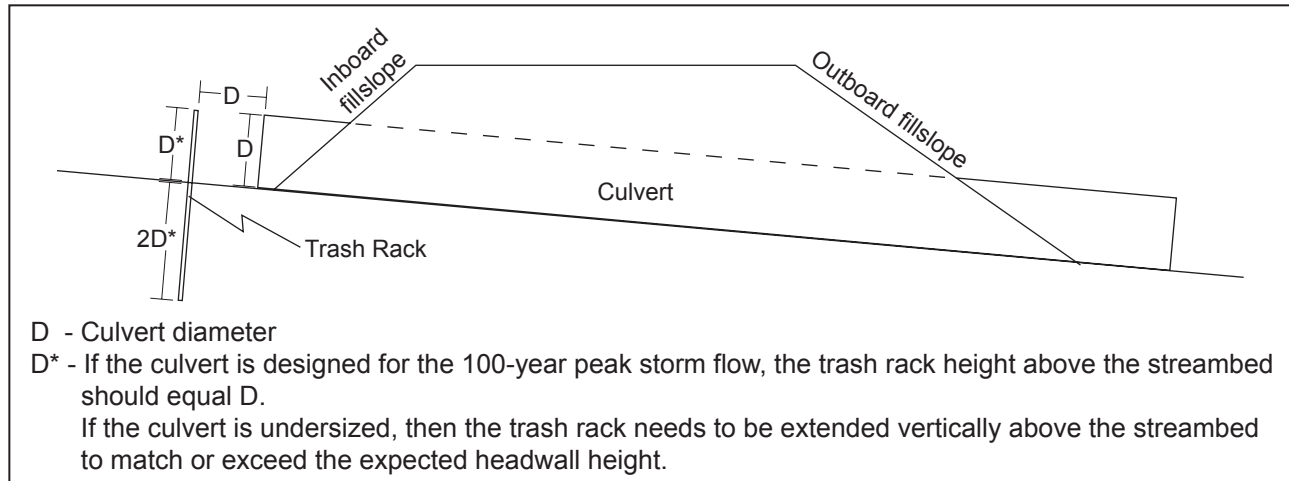 Inboard
fillslope
Outboard fillslope
D
D*
D
Culvert
2D*
Trash Rack
D - Culvert diameter
D* - If the culvert is designed for the 100-year peak storm flow, the trash rack height above the streambed
should equal D.
If the culvert is undersized, then the trash rack needs to be extended vertically above the streambed
to match or exceed the expected headwall height.